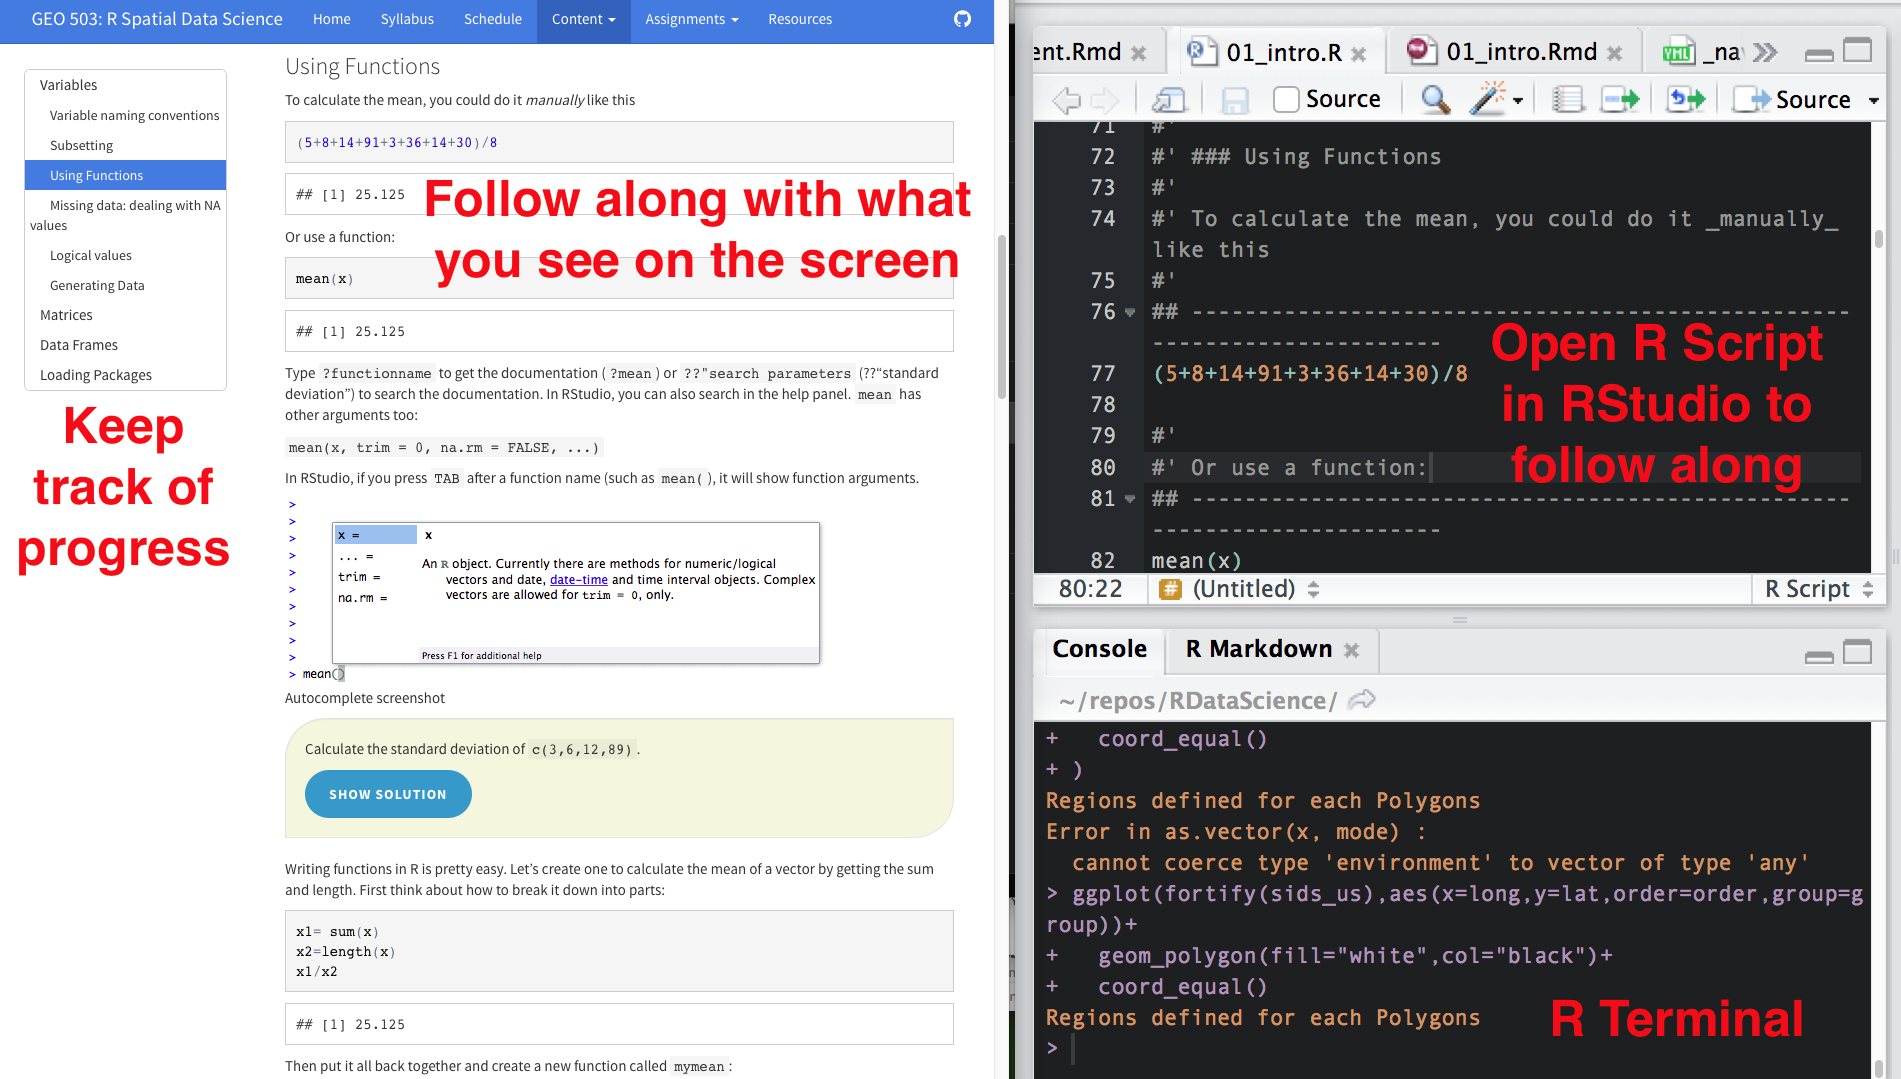 GEO 503: R Spatial Data Science Home Syllabus Schedule Content Assignments Resources
Variables
Variable naming conventions
Subsetting
Using Functions
Missing data: dealing with NA
values
Logical values
Generating Data
Matrices
Data Frames
Loading Packages
Keep
track of
progress
Using Functions
To calculate the mean, you could do it manually like this
(5+8+14+91+3+36+14+30)/8
## [1] 25.125
Follow along with what
you see on the screen
Or use a function:
mean(x)
## [1] 25.125
Type ?functionname to get the documentation ( ?mean ) or ??"search parameters (??“standard
deviation”) to search the documentation. In RStudio, you can also search in the help panel. mean has
other arguments too:
mean(x, trim = 0, na.rm = FALSE, ...)
In RStudio, if you press TAB after a function name (such as mean( ), it will show function arguments.
>
>
>
>
>
>
>
>
>
>
x =
... =
trim =
na.rm =
x
An R object. Currently there are methods for numeric/logical
vectors and date, date-time and time interval objects. Complex
vectors are allowed for trim = 0, only.
Press F1 for additional help
> mean()
Autocomplete screenshot
Calculate the standard deviation of c(3,6,12,89) .
SHOW SOLUTION
Writing functions in R is pretty easy. Let’s create one to calculate the mean of a vector by getting the sum
and length. First think about how to break it down into parts:
x1= sum(x)
x2=length(x)
x1/x2
## [1] 25.125
Then put it all back together and create a new function called mymean :
ent.Rmd 01_intro.R 01_intro.Rmd YML _na
Source Source
71 #'
72 #' ### Using Functions
73 #'
74 #' To calculate the mean, you could do it _manually_
like this
75 #'
76 ## --------------------------------------------------
----------------------
77 (5+8+14+91+3+36+14+30)/8
78
79 #'
80 #' Or use a function:
81 ## --------------------------------------------------
----------------------
82 mean(x)
Open R Script
in RStudio to
follow along
80:22 # (Untitled) R Script
Console R Markdown
~/repos/RDataScience/
+   coord_equal()
+ )
Regions defined for each Polygons
Error in as.vector(x, mode) :
  cannot coerce type 'environment' to vector of type 'any'
> ggplot(fortify(sids_us),aes(x=long,y=lat,order=order,group=g
roup))+
+   geom_polygon(fill="white",col="black")+
+   coord_equal()
Regions defined for each Polygons
>
R Terminal